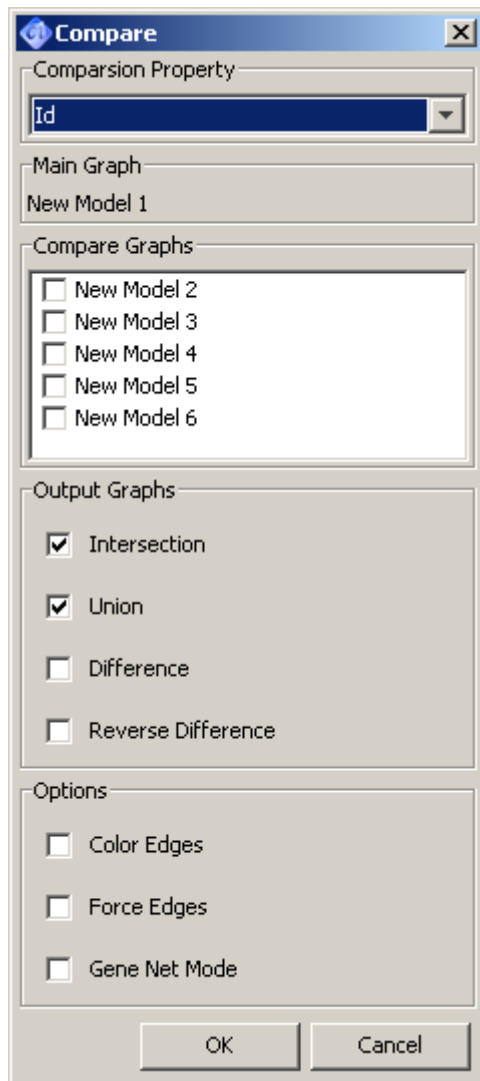 Compare
Comparsion Property
Id
Main Graph
New Model 1
Compare Graphs
New Model 2
New Model 3
New Model 4
New Model 5
New Model 6
Output Graphs
Intersection
Union
Difference
Reverse Difference
Options
Color Edges
Force Edges
Gene Net Mode
OK Cancel